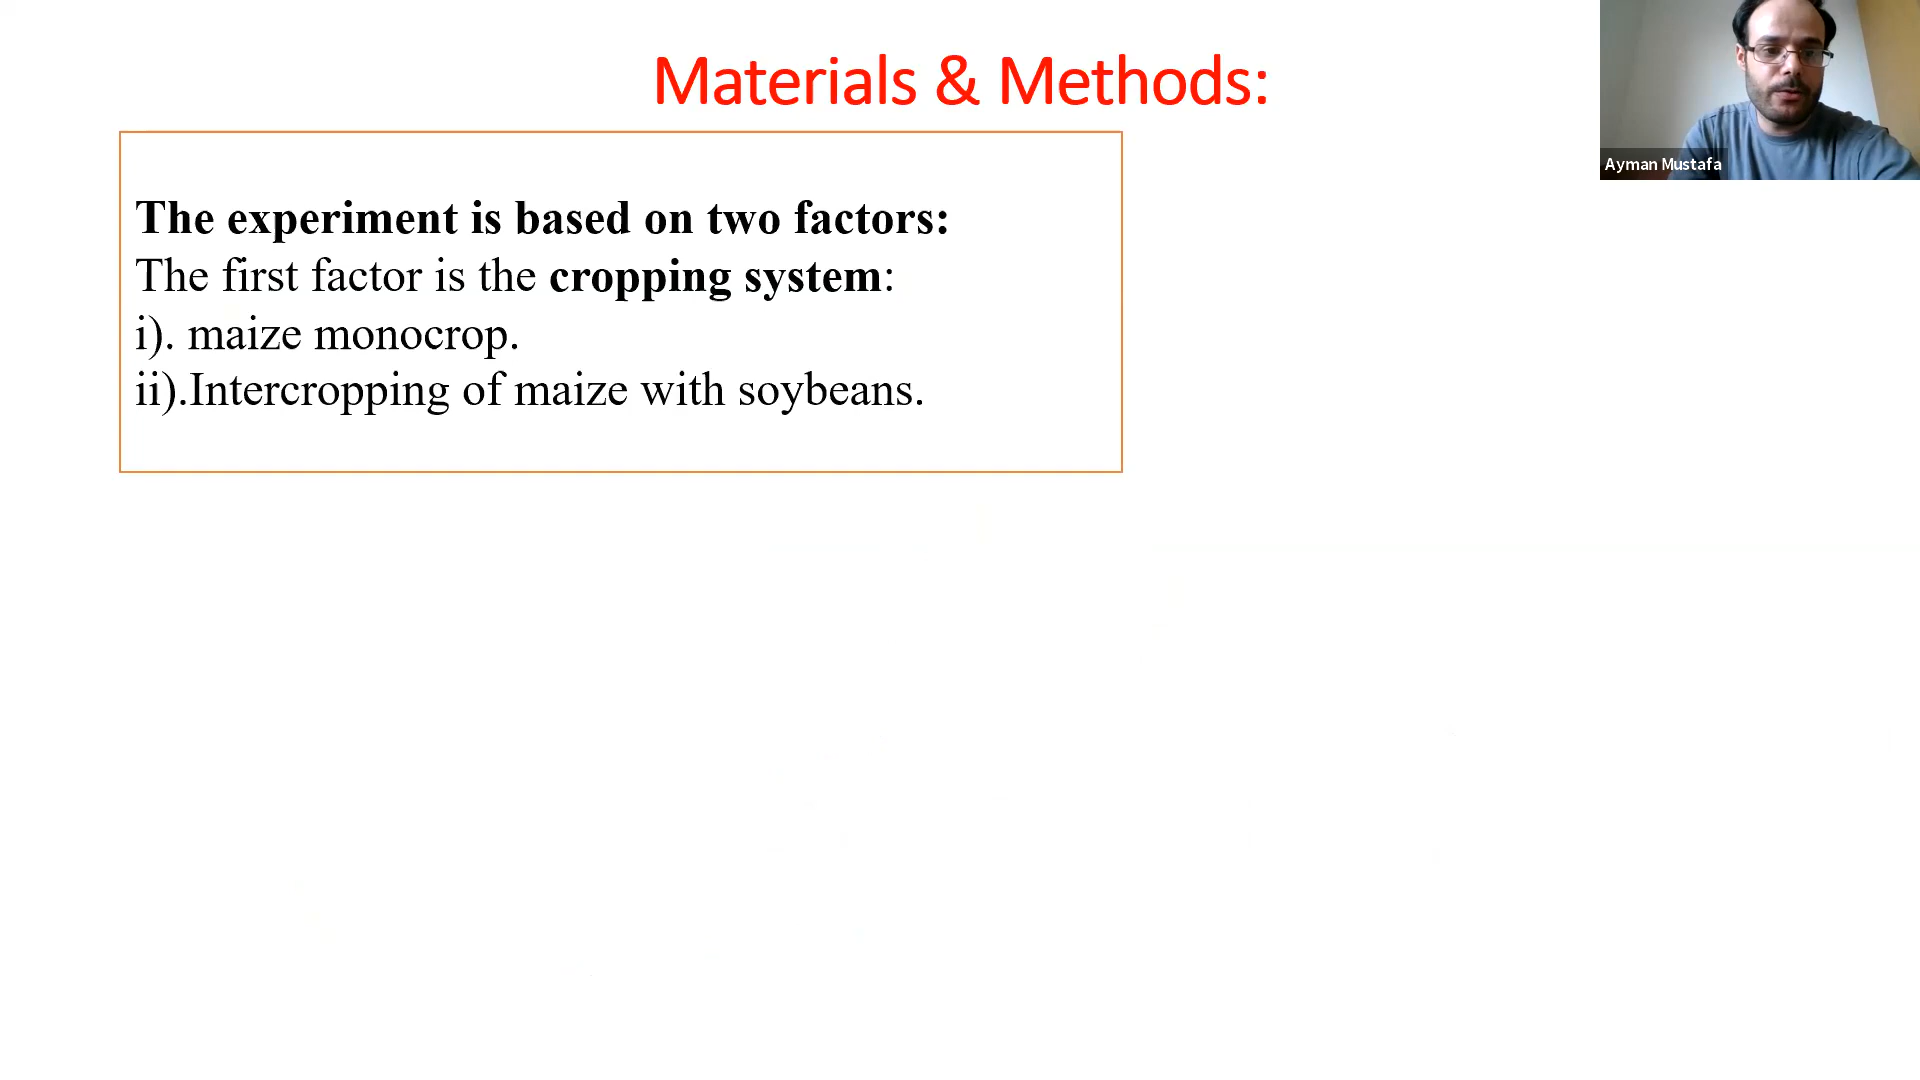 Materials & Methods:
Ayman Mustafa
The experiment is based on two factors:
The first factor is the cropping system:
i). maize monocrop.
ii).Intercropping of maize with soybeans.